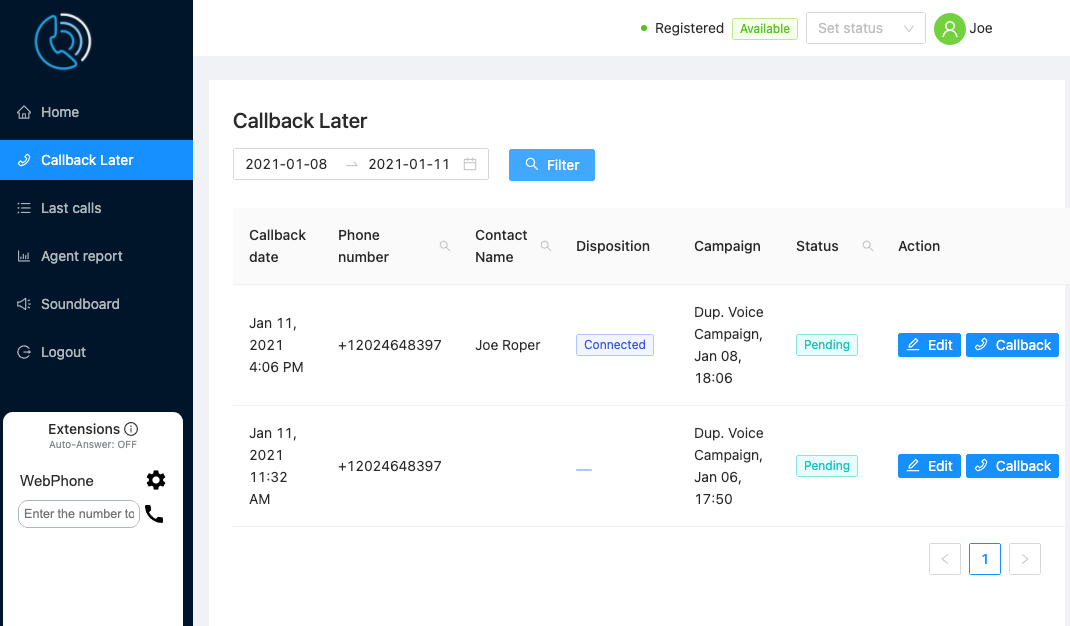 Registered Available Set status Joe
Home
Callback Later
Last calls
Agent report
Soundboard
Logout
Extensions
Auto-Answer: OFF
WebPhone
Enter the number to
Callback Later
2021-01-08 → 2021-01-11 Filter
Callback date
Phone number
Contact Name
Disposition
Campaign
Status
Action
Jan 11,
2021
4:06 PM
+12024648397
Joe Roper
Connected
Dup. Voice
Campaign,
Jan 08,
18:06
Pending
Edit
Callback
Jan 11,
2021
11:32
AM
+12024648397
—
Dup. Voice
Campaign,
Jan 06,
17:50
Pending
Edit
Callback
< 1 >